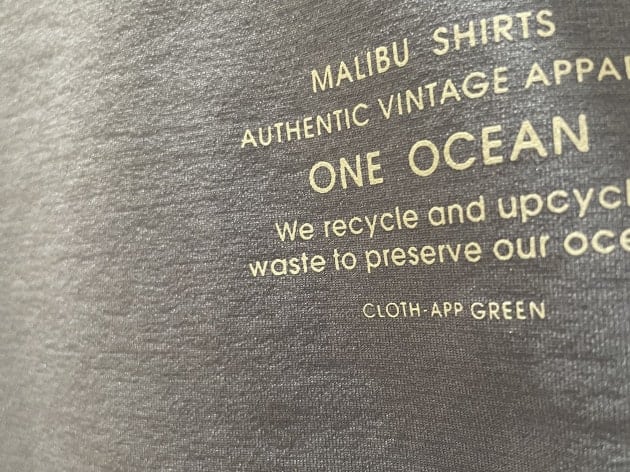 MALIBU SHIRTS
AUTHENTIC VINTAGE APPA
ONE OCEAN
We recycle and upcycl
waste to preserve our oce
CLOTH-APP GREEN